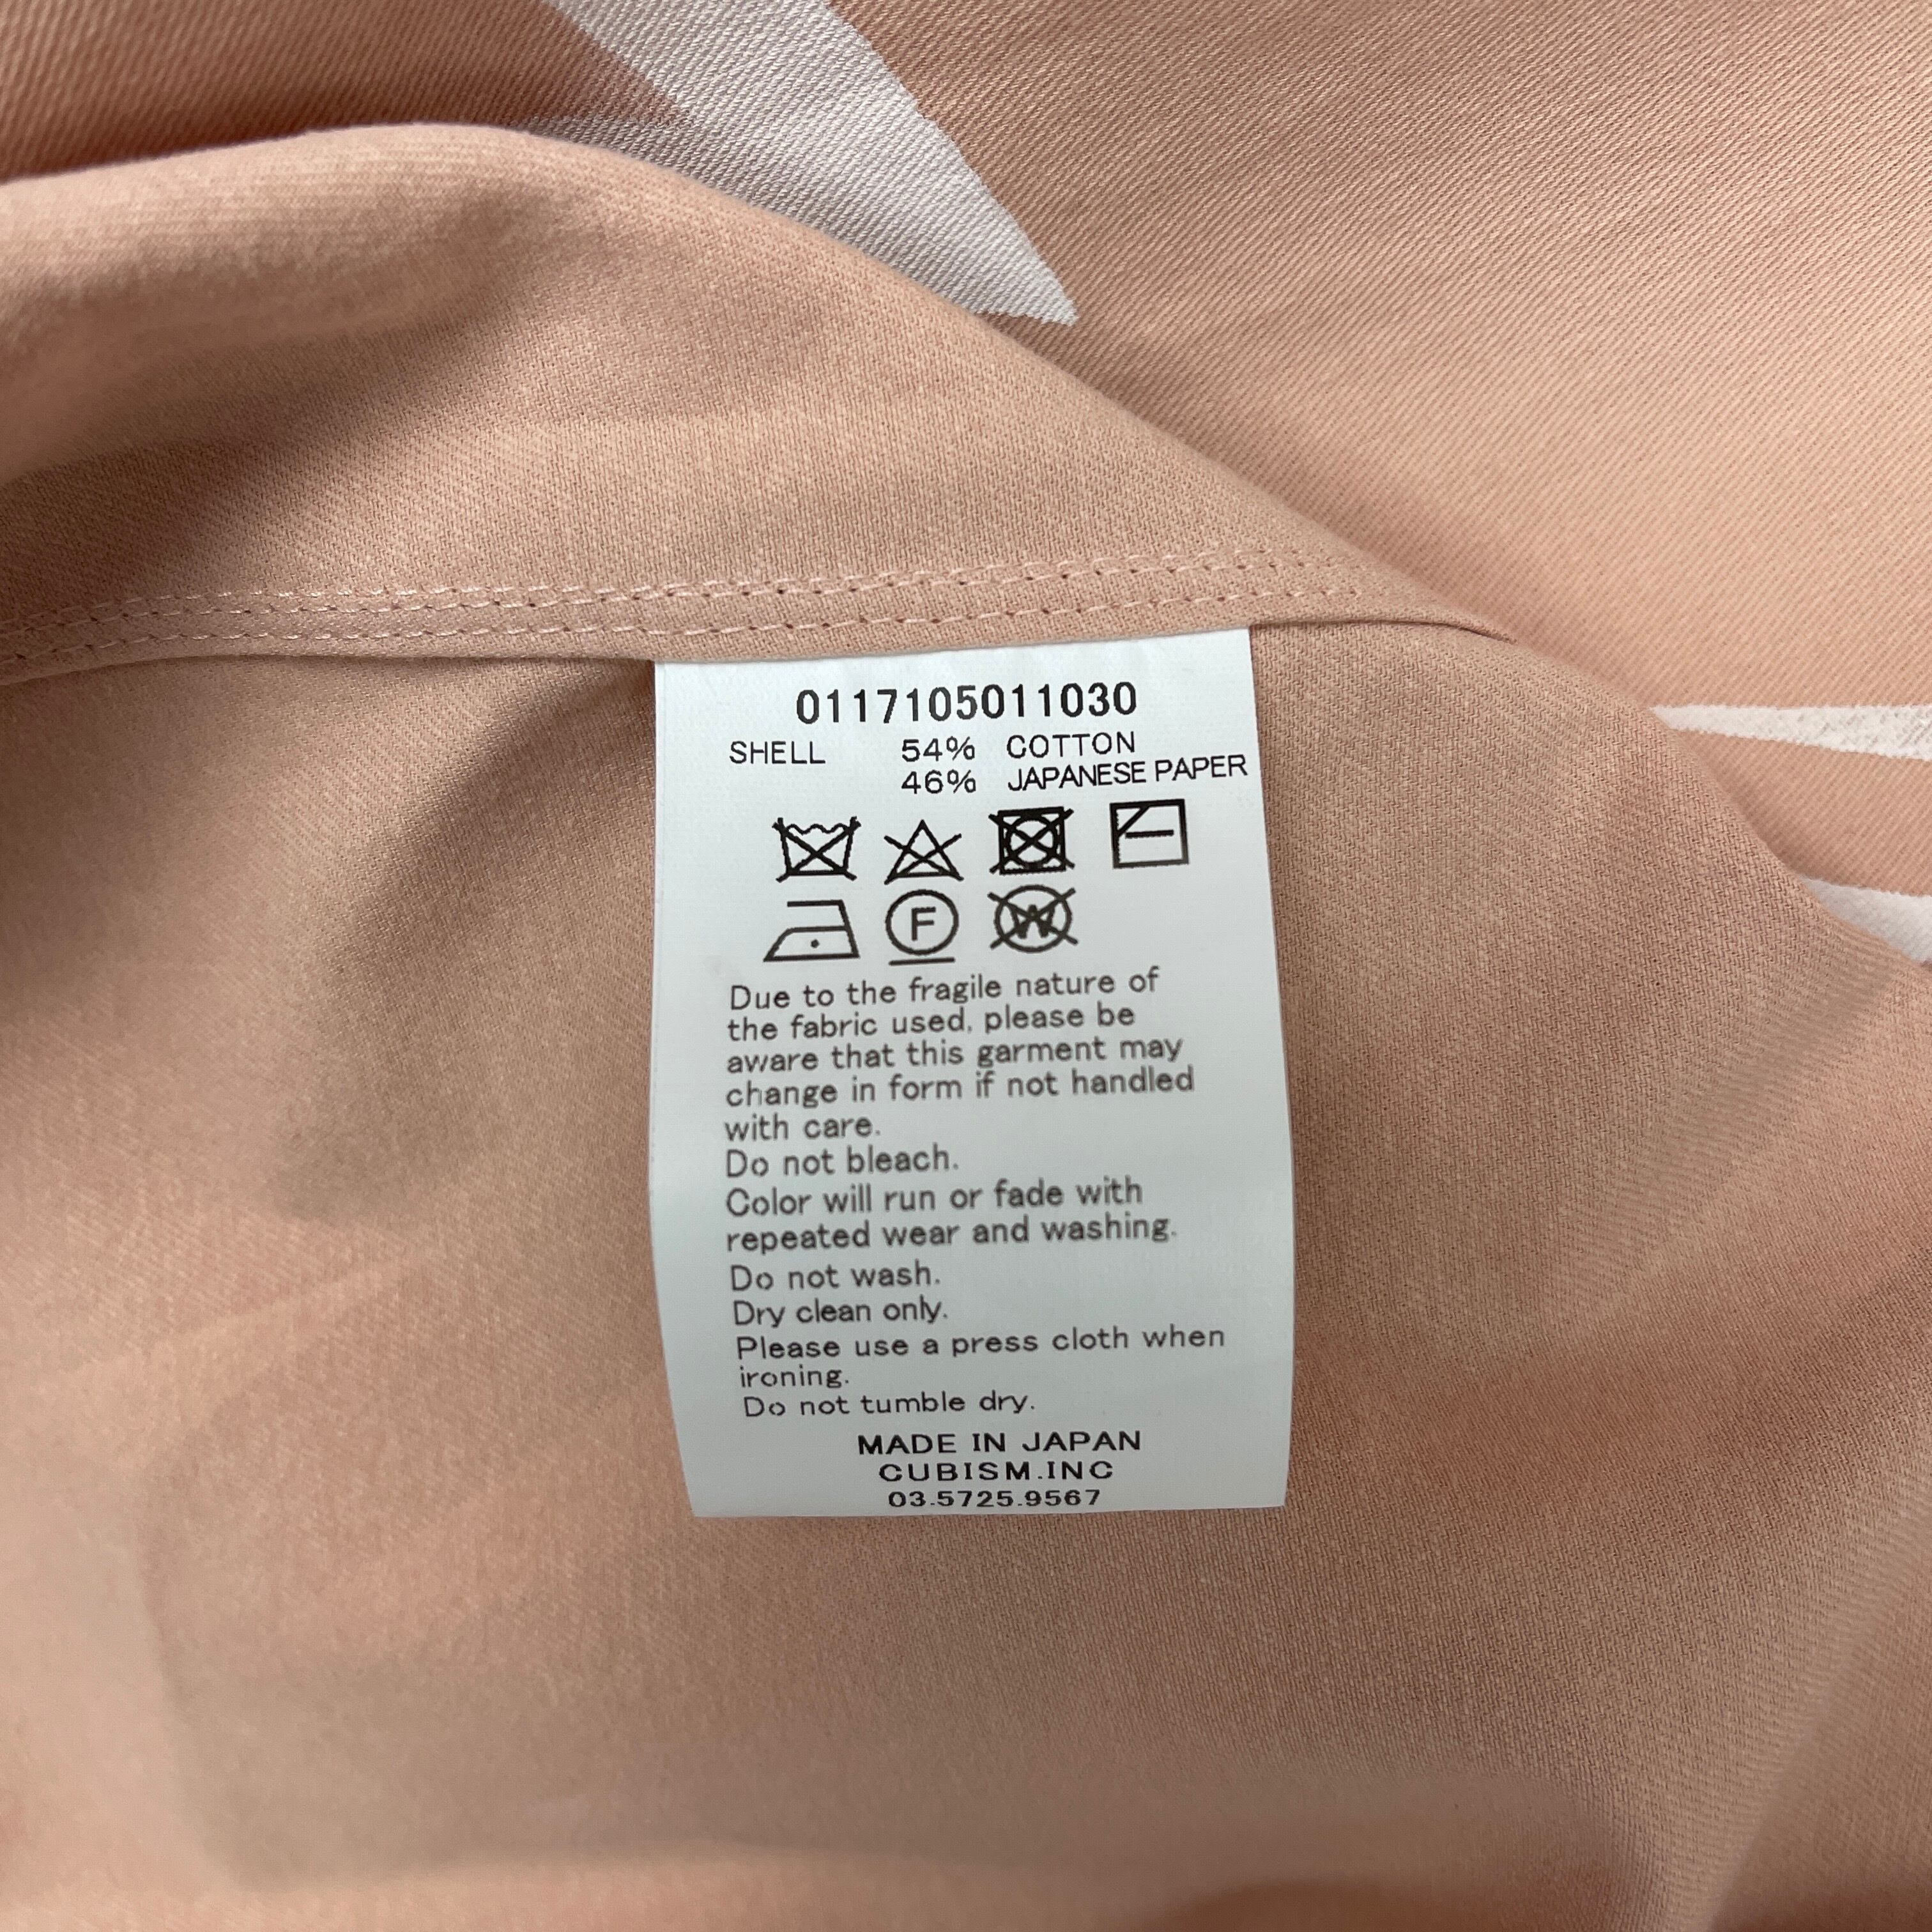 0117105011030
SHELL 54% COTTON
46% JAPANESE PAPER
F W
Due to the fragile nature of
the fabric used, please be
aware that this garment may
change in form if not handled
with care.
Do not bleach.
Color will run or fade with
repeated wear and washing.
Do not wash.
Dry clean only.
Please use a press cloth when
ironing.
Do not tumble dry.
MADE IN JAPAN
CUBISM.INC
03.5725.9567